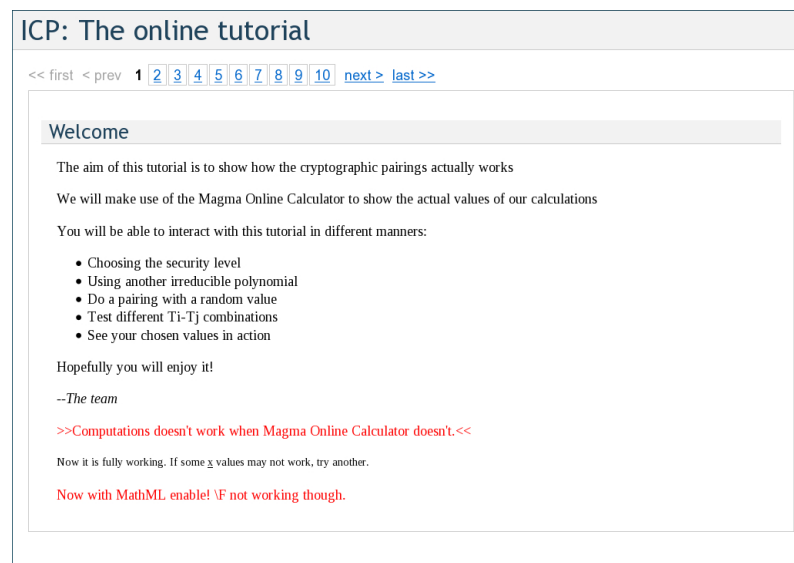 ICP: The online tutorial
<< first < prev 1 2 3 4 5 6 7 8 9 10 next > last >>
Welcome
The aim of this tutorial is to show how the cryptographic pairings actually works
We will make use of the Magma Online Calculator to show the actual values of our calculations
You will be able to interact with this tutorial in different manners:
• Choosing the security level
• Using another irreducible polynomial
• Do a pairing with a random value
• Test different Ti-Tj combinations
• See your chosen values in action
Hopefully you will enjoy it!
--The team
>>Computations doesn't work when Magma Online Calculator doesn't.<<
Now it is fully working. If some x values may not work, try another.
Now with MathML enable! \F not working though.